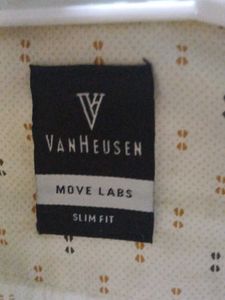 VAN HEUSEN
MOVE LABS
SLIM FIT